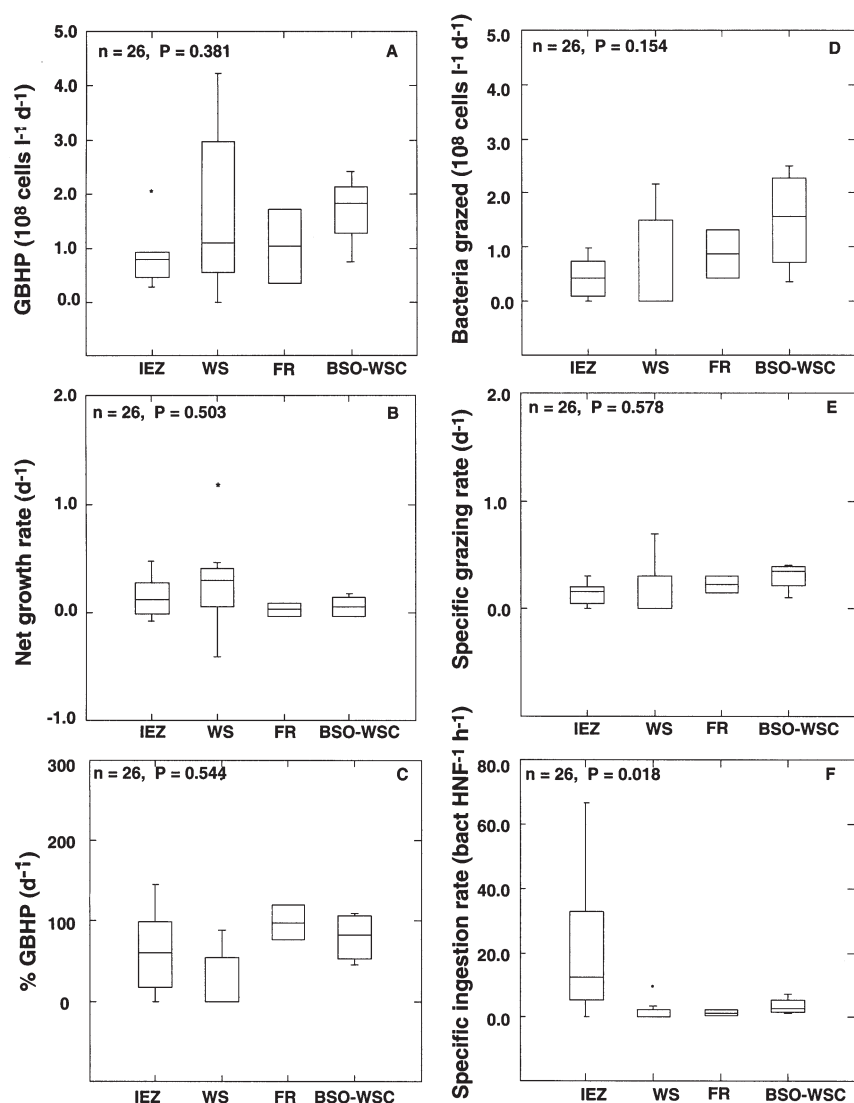 n = 26, P = 0.381
A
GBHP (10⁸ cells l⁻¹ d⁻¹)
5.0
4.0
3.0
2.0
1.0
0.0
*
IEZ
WS
FR
BSO-WSC
n = 26, P = 0.503
B
Net growth rate (d⁻¹)
2.0
1.0
0.0
-1.0
*
IEZ
WS
FR
BSO-WSC
n = 26, P = 0.544
C
% GBHP (d⁻¹)
300
200
100
0
IEZ
WS
FR
BSO-WSC
n = 26, P = 0.154
D
Bacteria grazed (10⁸ cells l⁻¹ d⁻¹)
5.0
4.0
3.0
2.0
1.0
0.0
IEZ
WS
FR
BSO-WSC
n = 26, P = 0.578
E
Specific grazing rate (d⁻¹)
2.0
1.0
0.0
IEZ
WS
FR
BSO-WSC
n = 26, P = 0.018
F
Specific ingestion rate (bact HNF⁻¹ h⁻¹)
80.0
60.0
40.0
20.0
0.0
IEZ
WS
FR
BSO-WSC